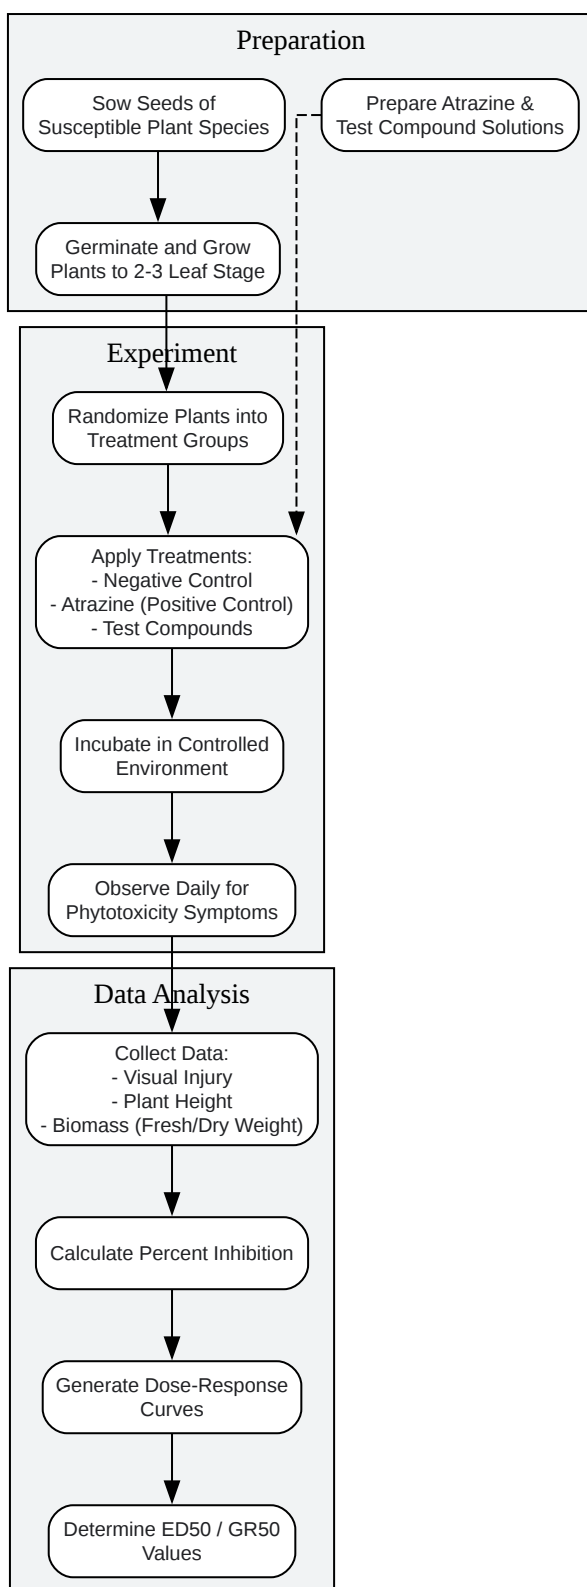 Preparation
Sow Seeds of
Susceptible Plant Species
Prepare Atrazine &
Test Compound Solutions
Germinate and Grow
Plants to 2-3 Leaf Stage
Experiment
Randomize Plants into
Treatment Groups
Apply Treatments:
- Negative Control
- Atrazine (Positive Control)
- Test Compounds
Incubate in Controlled
Environment
Observe Daily for
Phytotoxicity Symptoms
Data Analysis
Collect Data:
- Visual Injury
- Plant Height
- Biomass (Fresh/Dry Weight)
Calculate Percent Inhibition
Generate Dose-Response
Curves
Determine ED50 / GR50
Values